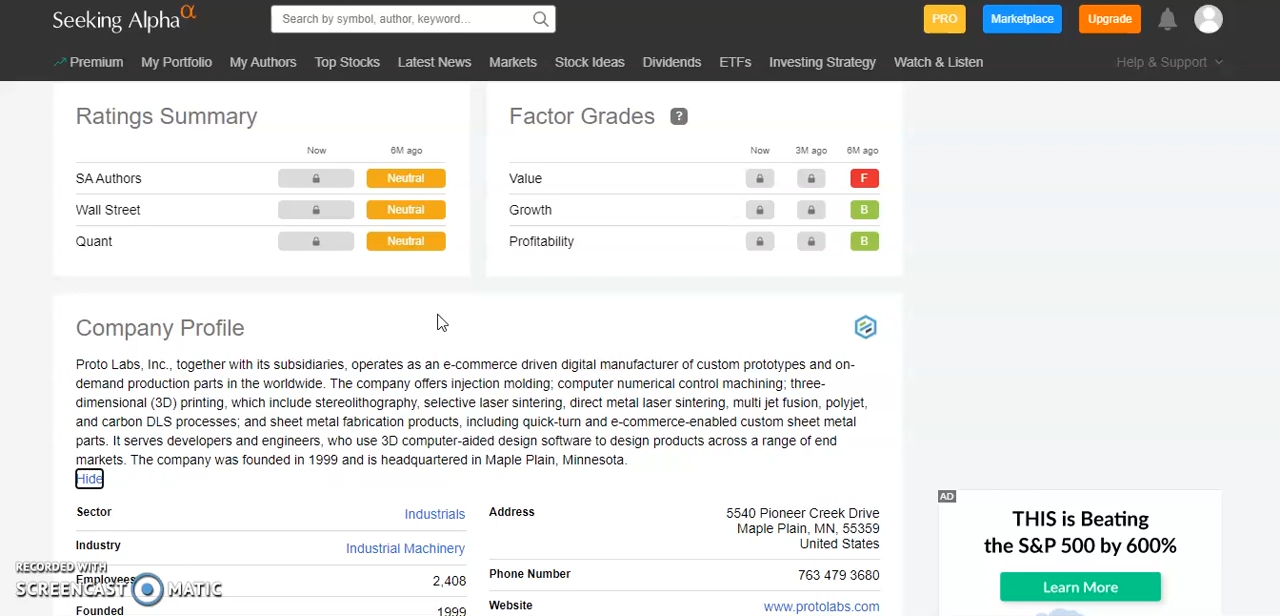 Seeking Alpha α
Search by symbol, author, keyword...
PRO
Marketplace
Upgrade
Premium My Portfolio My Authors Top Stocks Latest News Markets Stock Ideas Dividends ETFs Investing Strategy Watch & Listen Help & Support
Ratings Summary
Now 6M ago
SA Authors Neutral
Wall Street Neutral
Quant Neutral
Factor Grades ?
Now 3M ago 6M ago
Value F
Growth B
Profitability B
Company Profile
Proto Labs, Inc., together with its subsidiaries, operates as an e-commerce driven digital manufacturer of custom prototypes and on-
demand production parts in the worldwide. The company offers injection molding; computer numerical control machining; three-
dimensional (3D) printing, which include stereolithography, selective laser sintering, direct metal laser sintering, multi jet fusion, polyjet,
and carbon DLS processes; and sheet metal fabrication products, including quick-turn and e-commerce-enabled custom sheet metal
parts. It serves developers and engineers, who use 3D computer-aided design software to design products across a range of end
markets. The company was founded in 1999 and is headquartered in Maple Plain, Minnesota.
Hide
Sector Industrials
Industry Industrial Machinery
Employees 2,408
Founded 1999
Address 5540 Pioneer Creek Drive
Maple Plain, MN, 55359
United States
Phone Number 763 479 3680
Website www.protolabs.com
AD
THIS is Beating
the S&P 500 by 600%
Learn More
RECORDED WITH
SCREENCAST MATIC